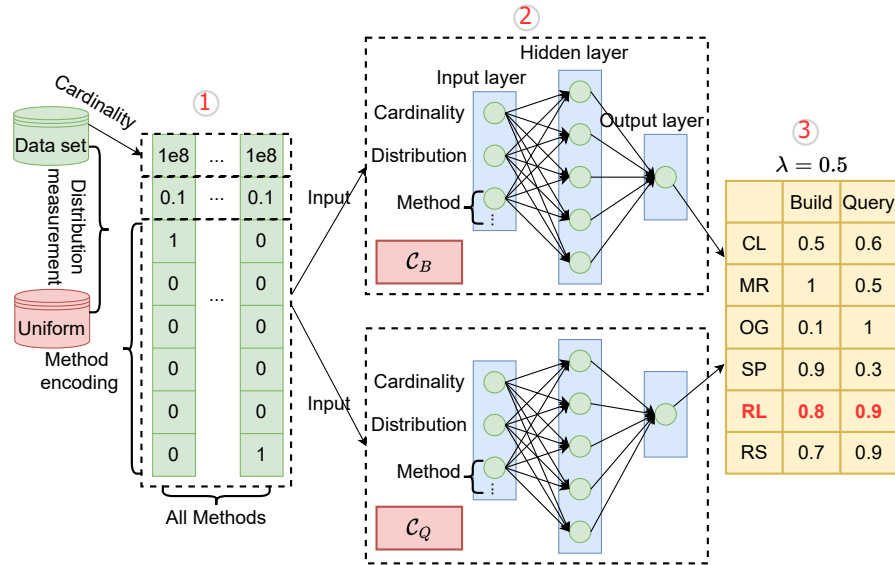 ①
Cardinality
Data set
Distribution
measurement
Uniform
Method
encoding
1e8 ... 1e8
0.1 ... 0.1
1 0
0 0
0 ... 0
0 0
0 0
0 1
All Methods
Input
Input
②
Hidden layer
Input layer
Output layer
Cardinality
Distribution
Method
...
C_B
Cardinality
Distribution
Method
...
C_Q
③
λ = 0.5
Build Query
CL 0.5 0.6
MR 1 0.5
OG 0.1 1
SP 0.9 0.3
RL 0.8 0.9
RS 0.7 0.9